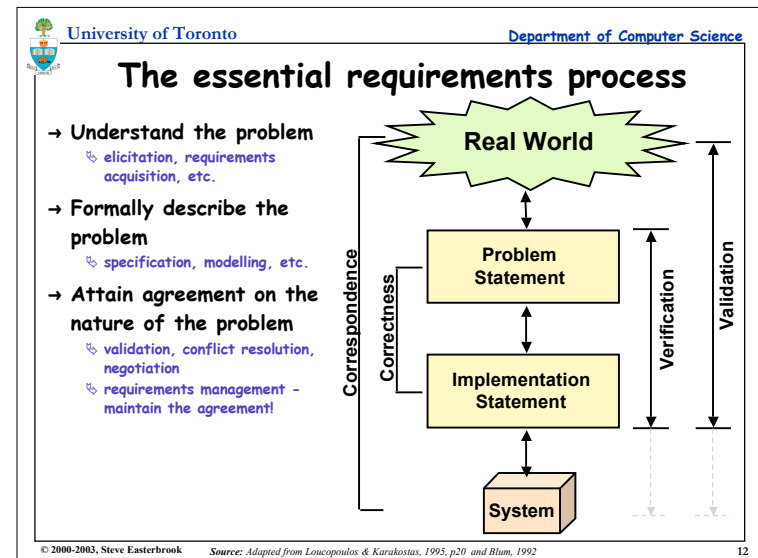 University of Toronto
Department of Computer Science
The essential requirements process
→ Understand the problem
↳ elicitation, requirements
acquisition, etc.
→ Formally describe the
problem
↳ specification, modelling, etc.
→ Attain agreement on the
nature of the problem
↳ validation, conflict resolution,
negotiation
↳ requirements management -
maintain the agreement!
Real World
Problem
Statement
Implementation
Statement
System
Correspondence
Correctness
Verification
Validation
© 2000-2003, Steve Easterbrook
Source: Adapted from Loucopoulos & Karakostas, 1995, p20 and Blum, 1992
12